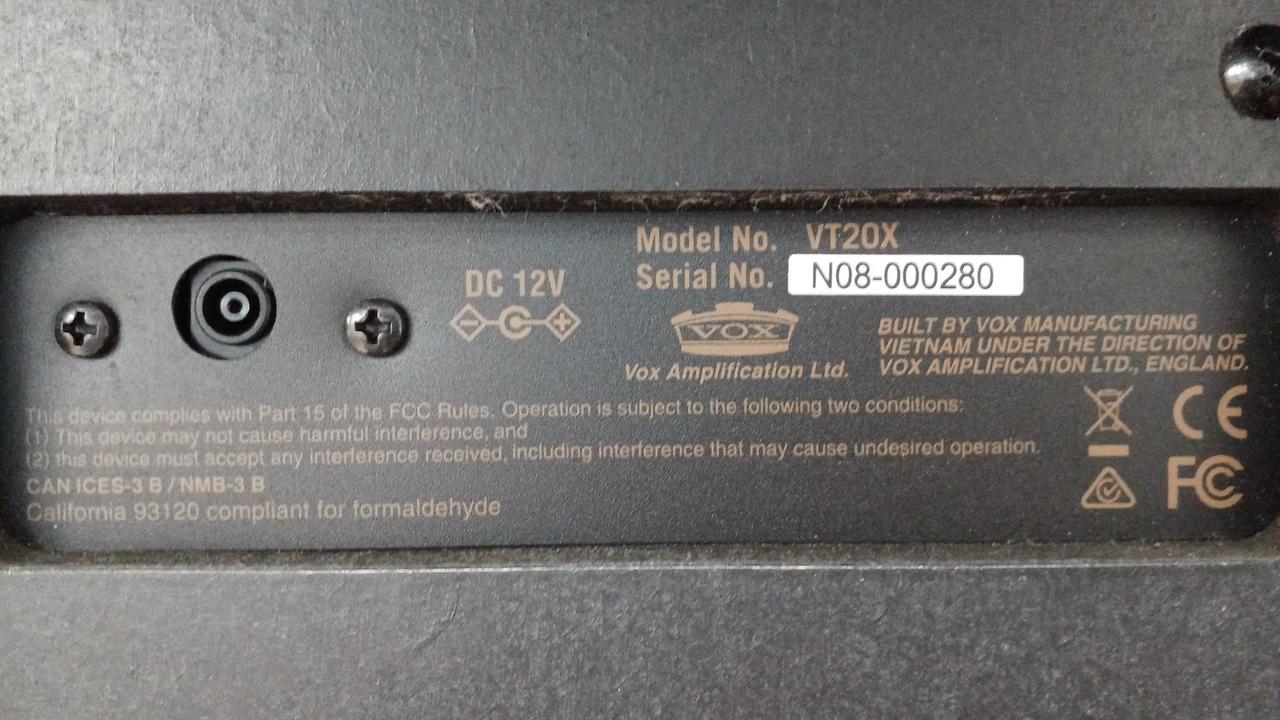 Model No. VT20X
Serial No. N08-000280
DC 12V
VOX
Vox Amplification Ltd.
BUILT BY VOX MANUFACTURING
VIETNAM UNDER THE DIRECTION OF
VOX AMPLIFICATION LTD., ENGLAND.
This device complies with Part 15 of the FCC Rules. Operation is subject to the following two conditions:
(1) This device may not cause harmful interference, and
(2) this device must accept any interference received, including interference that may cause undesired operation.
CAN ICES-3 B / NMB-3 B
California 93120 compliant for formaldehyde
CE
FC